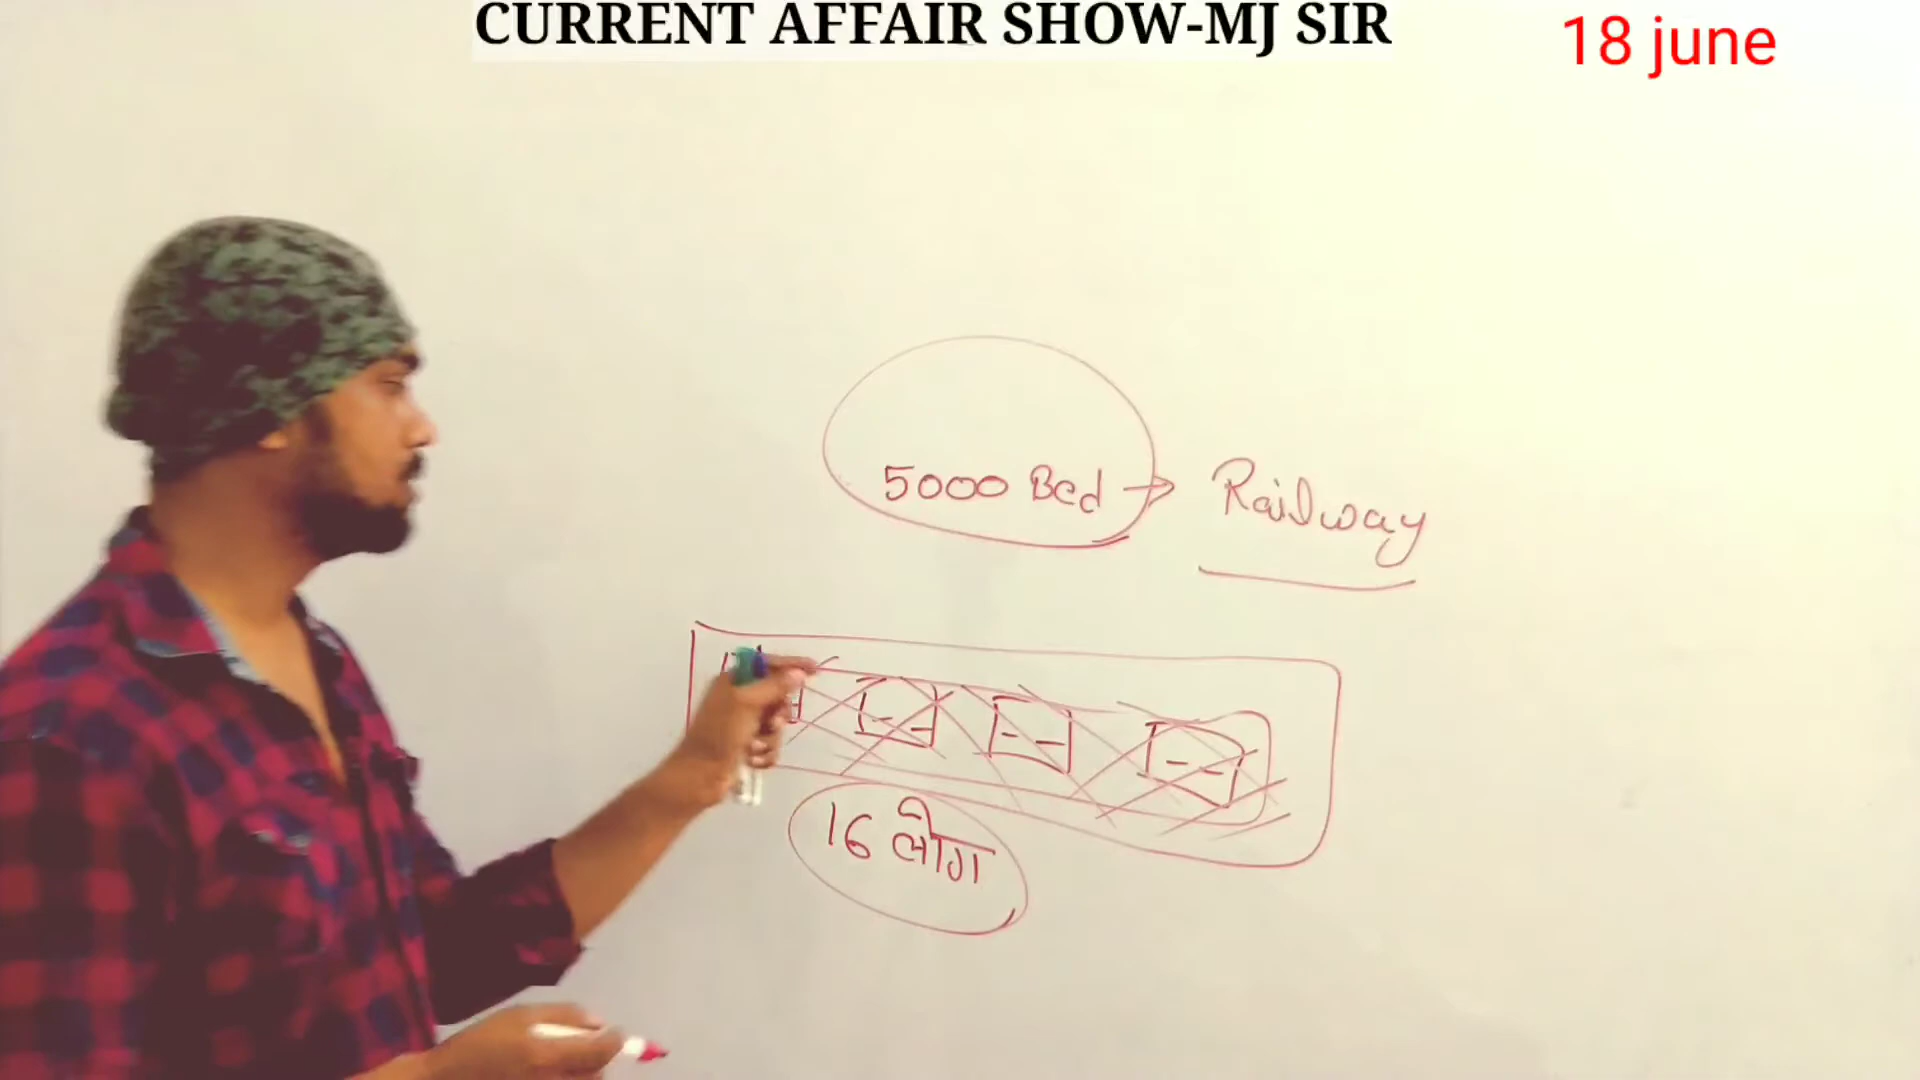 CURRENT AFFAIR SHOW-MJ SIR
18 june
5000 Bed → Railway
16 लोग